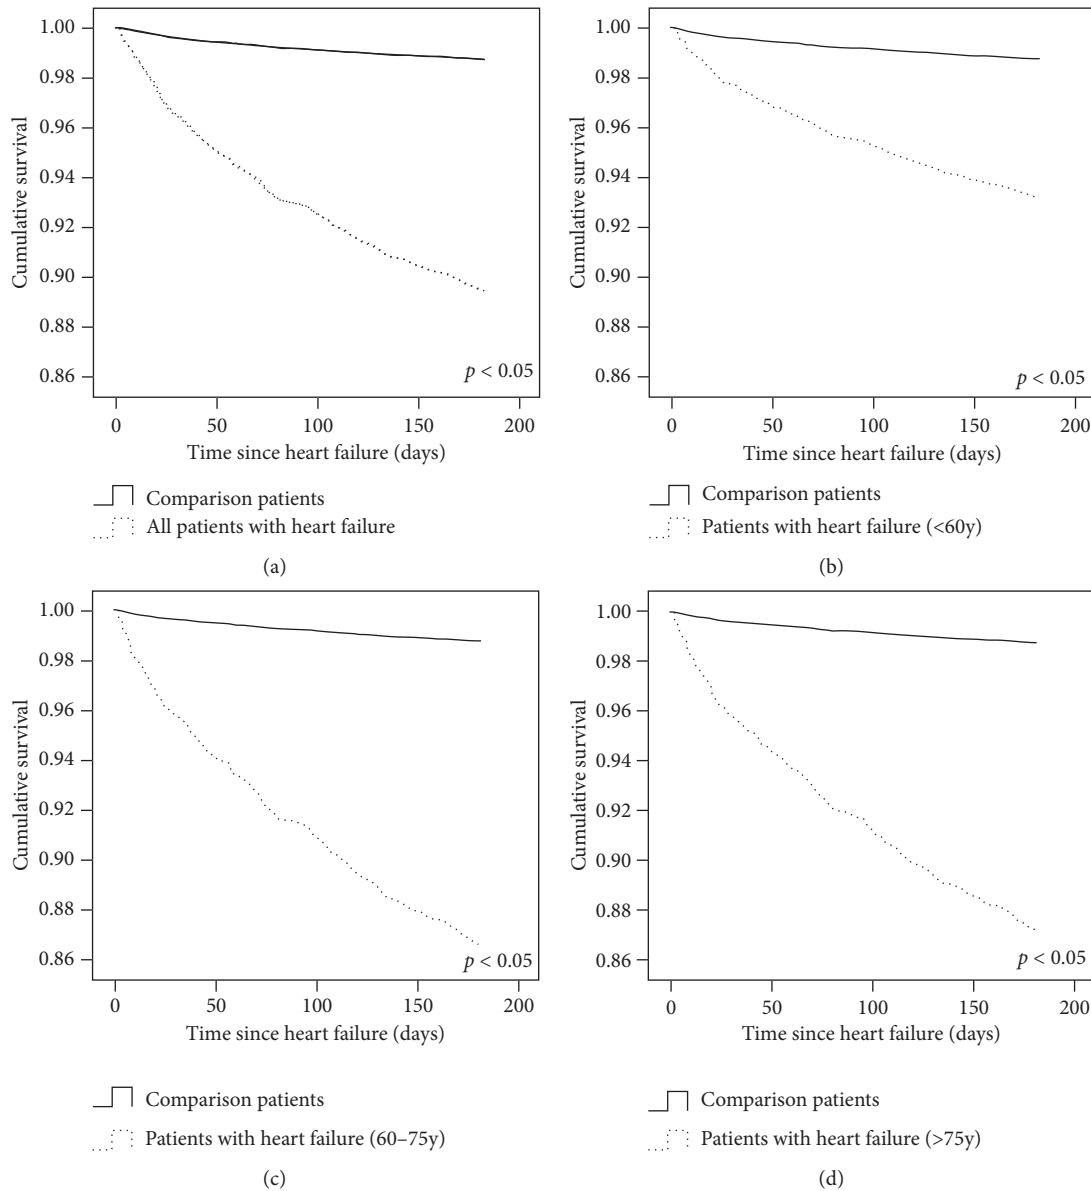 Cumulative survival
1.00
0.98
0.96
0.94
0.92
0.90
0.88
0.86
p < 0.05
0 50 100 150 200
Time since heart failure (days)
Comparison patients
All patients with heart failure
(a)
Cumulative survival
1.00
0.98
0.96
0.94
0.92
0.90
0.88
0.86
p < 0.05
0 50 100 150 200
Time since heart failure (days)
Comparison patients
Patients with heart failure (<60y)
(b)
Cumulative survival
1.00
0.98
0.96
0.94
0.92
0.90
0.88
0.86
p < 0.05
0 50 100 150 200
Time since heart failure (days)
Comparison patients
Patients with heart failure (60–75y)
(c)
Cumulative survival
1.00
0.98
0.96
0.94
0.92
0.90
0.88
0.86
p < 0.05
0 50 100 150 200
Time since heart failure (days)
Comparison patients
Patients with heart failure (>75y)
(d)